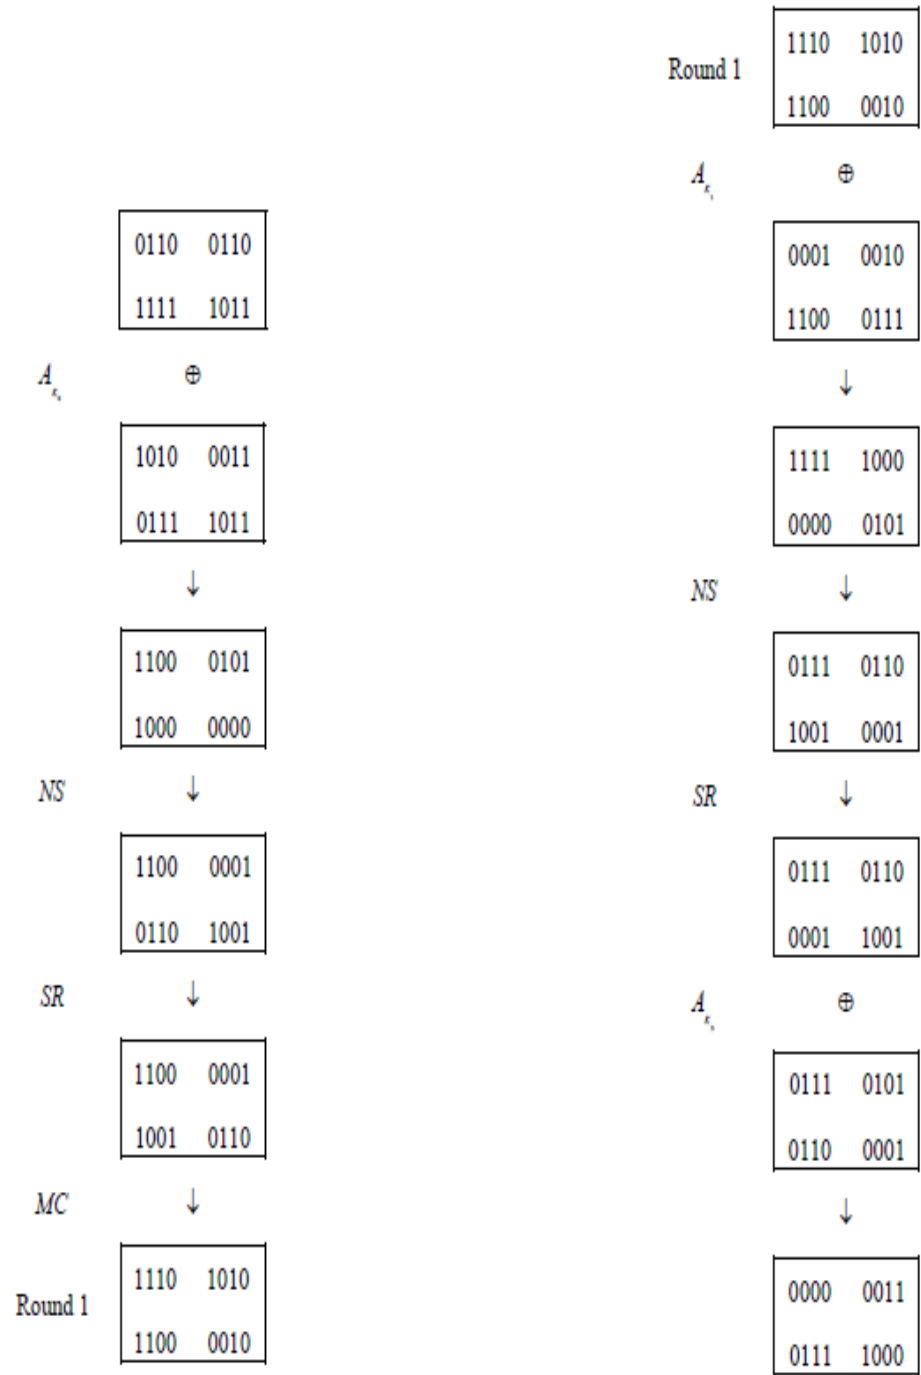 0110 0110
1111 1011
A_K ⊕
1010 0011
0111 1011
↓
1100 0101
1000 0000
NS ↓
1100 0001
0110 1001
SR ↓
1100 0001
1001 0110
MC ↓
1110 1010
Round 1
1100 0010
1110 1010
Round 1
1100 0010
A_K ⊕
0001 0010
1100 0111
↓
1111 1000
0000 0101
NS ↓
0111 0110
1001 0001
SR ↓
0111 0110
0001 1001
A_K ⊕
0111 0101
0110 0001
↓
0000 0011
0111 1000